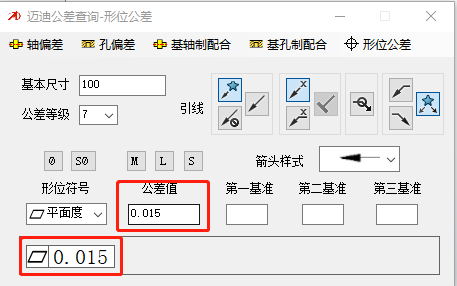 迈迪公差查询-形位公差
轴偏差 孔偏差 基轴制配合 基孔制配合 形位公差
基本尺寸 100
公差等级 7
引线
X
X
Ø SØ M L S 箭头样式
形位符号 公差值 第一基准 第二基准 第三基准
平面度 0.015
0.015